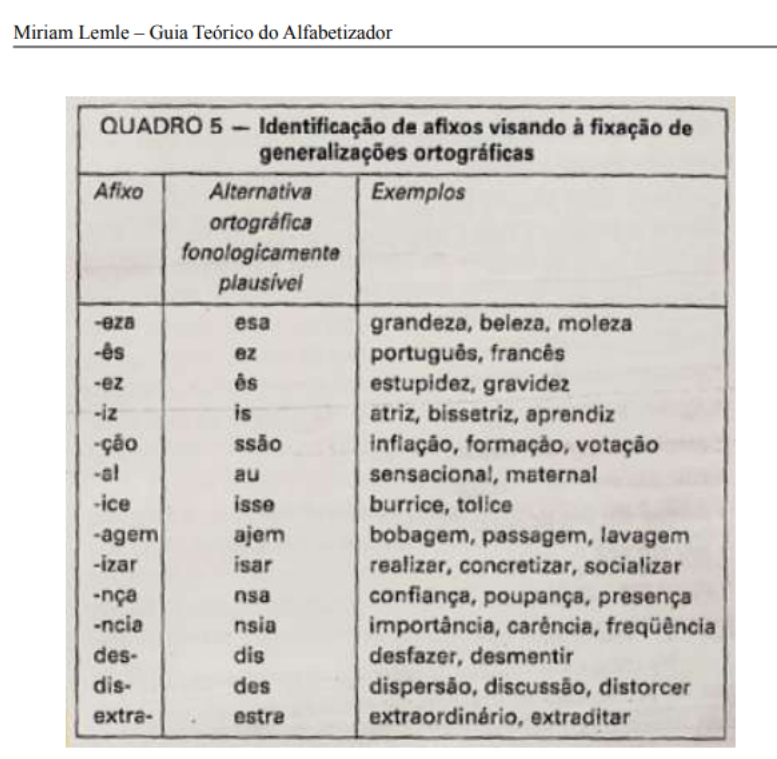 Miriam Lemle – Guia Teórico do Alfabetizador
QUADRO 5 — Identificação de afixos visando à fixação de
generalizações ortográficas
Afixo Alternativa ortográfica fonologicamente plausível Exemplos
-eza esa grandeza, beleza, moleza
-ês ez português, francês
-ez ês estupidez, gravidez
-iz is atriz, bissetriz, aprendiz
-ção ssão inflação, formação, votação
-al au sensacional, maternal
-ice isse burrice, tolice
-agem ajem bobagem, passagem, lavagem
-izar isar realizar, concretizar, socializar
-nça nsa confiança, poupança, presença
-ncia nsia importância, carência, freqüência
des- dis desfazer, desmentir
dis- des dispersão, discussão, distorcer
extra- estra extraordinário, extraditar